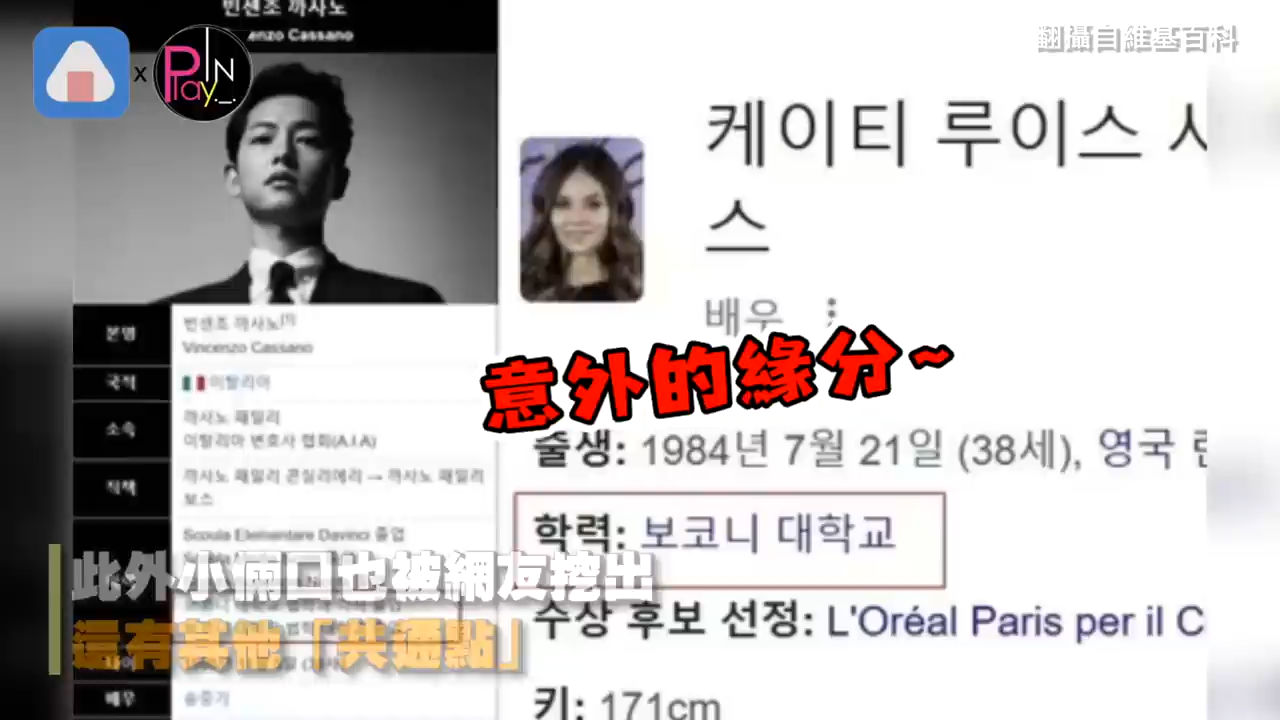 빈센조 까사노
enzo Cassano
x
Play IN
翻攝自維基百科
케이티 루이스 사
스
배우
意外的緣分~
본명
빈센조 까사노[1]
Vincenzo Cassano
국적
이탈리아
소속
까사노 패밀리
이탈리아 변호사 협회(A.I.A)
직책
까사노 패밀리 콘실리에리 → 까사노 패밀리
보스
Scoula Elementare Davinci 졸업
출생: 1984년 7월 21일 (38세), 영국 런
학력: 보코니 대학교
수상 후보 선정: L'Oréal Paris per il C
키: 171cm
此外小倆口也被網友挖出
還有其他「共通點」
배우
송중기